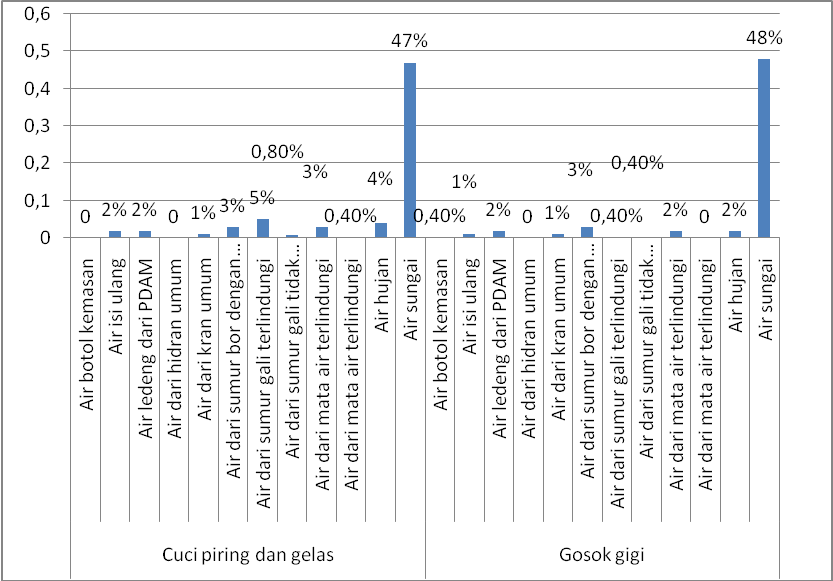 0,6
0,5
0,4
0,3
0,2
0,1
0
0
2%
2%
0
1%
3%
5%
0,80%
3%
0,40%
4%
47%
0,40%
1%
2%
0
1%
3%
0,40%
0,40%
2%
0
2%
48%
Air botol kemasan
Air isi ulang
Air ledeng dari PDAM
Air dari hidran umum
Air dari kran umum
Air dari sumur bor dengan…
Air dari sumur gali terlindungi
Air dari sumur gali tidak…
Air dari mata air terlindungi
Air dari mata air terlindungi
Air hujan
Air sungai
Air botol kemasan
Air isi ulang
Air ledeng dari PDAM
Air dari hidran umum
Air dari kran umum
Air dari sumur bor dengan…
Air dari sumur gali terlindungi
Air dari sumur gali tidak…
Air dari mata air terlindungi
Air dari mata air terlindungi
Air hujan
Air sungai
Cuci piring dan gelas
Gosok gigi